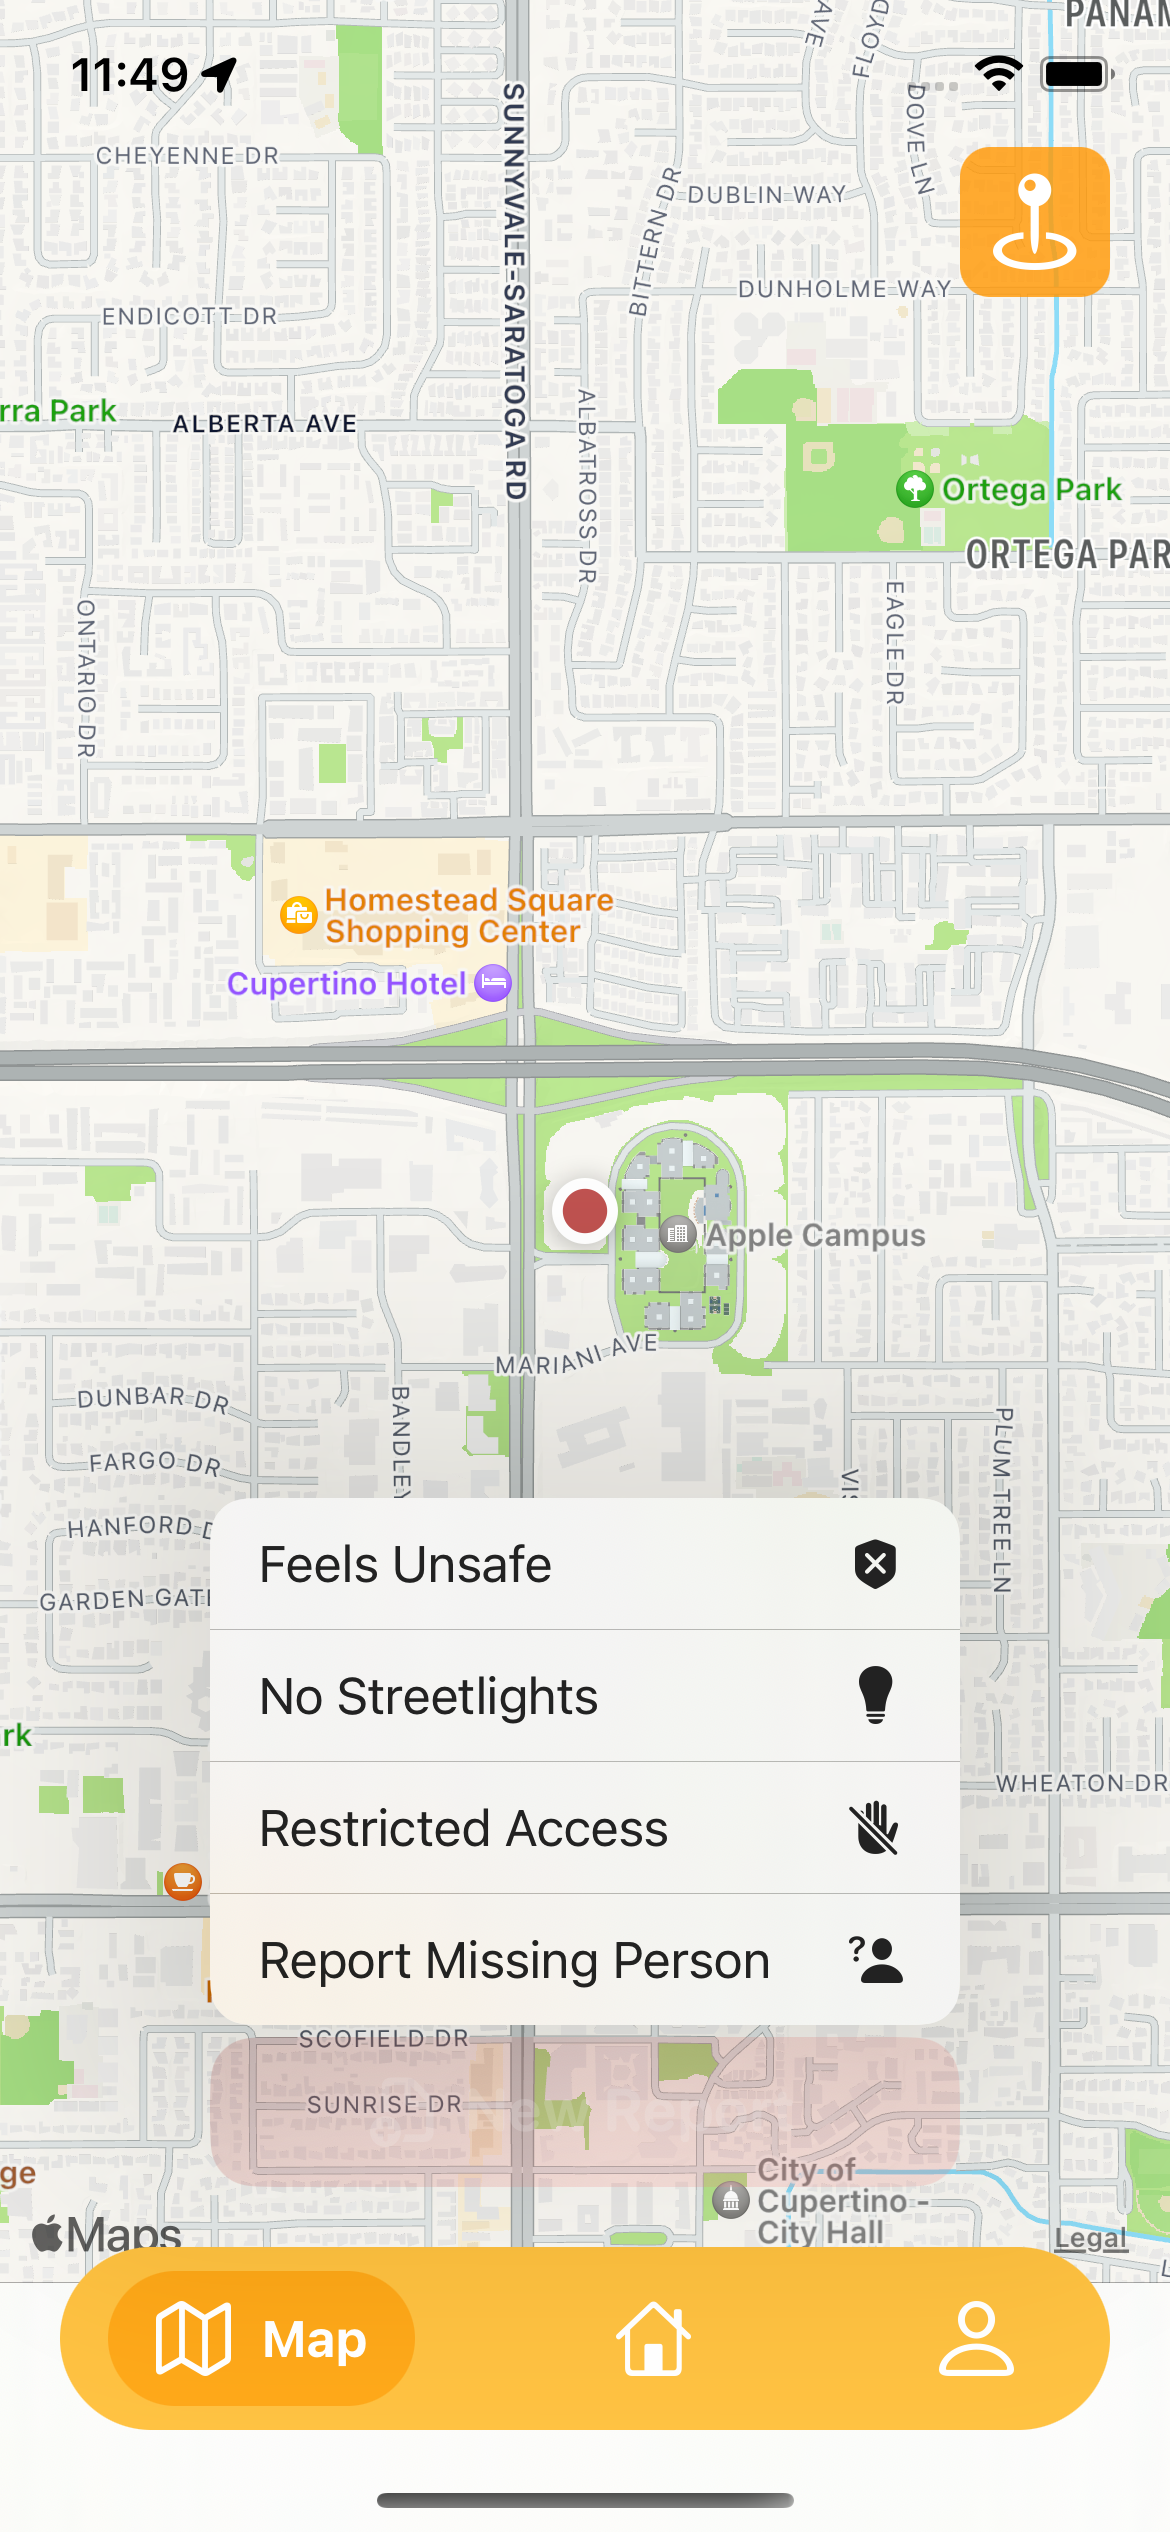 PANAM
11:49
AVE
FLOYD
DOVE LN
SUNNYVALE-SARATOGA RD
CHEYENNE DR
BITTERN DR
DUBLIN WAY
DUNHOLME WAY
ENDICOTT DR
rra Park
ALBERTA AVE
ALBATROSS DR
Ortega Park
ORTEGA PAR
ONTARIO DR
EAGLE DR
Homestead Square
Shopping Center
Cupertino Hotel
Apple Campus
MARIANI AVE
DUNBAR DR
BANDLEY
PLUM TREE LN
FARGO DR
VIS
HANFORD D
GARDEN GATE
Feels Unsafe
No Streetlights
rk
WHEATON DR
Restricted Access
Report Missing Person
?
SCOFIELD DR
SUNRISE DR
New Report
ge
City of
Cupertino -
City Hall
Maps
Legal
Map